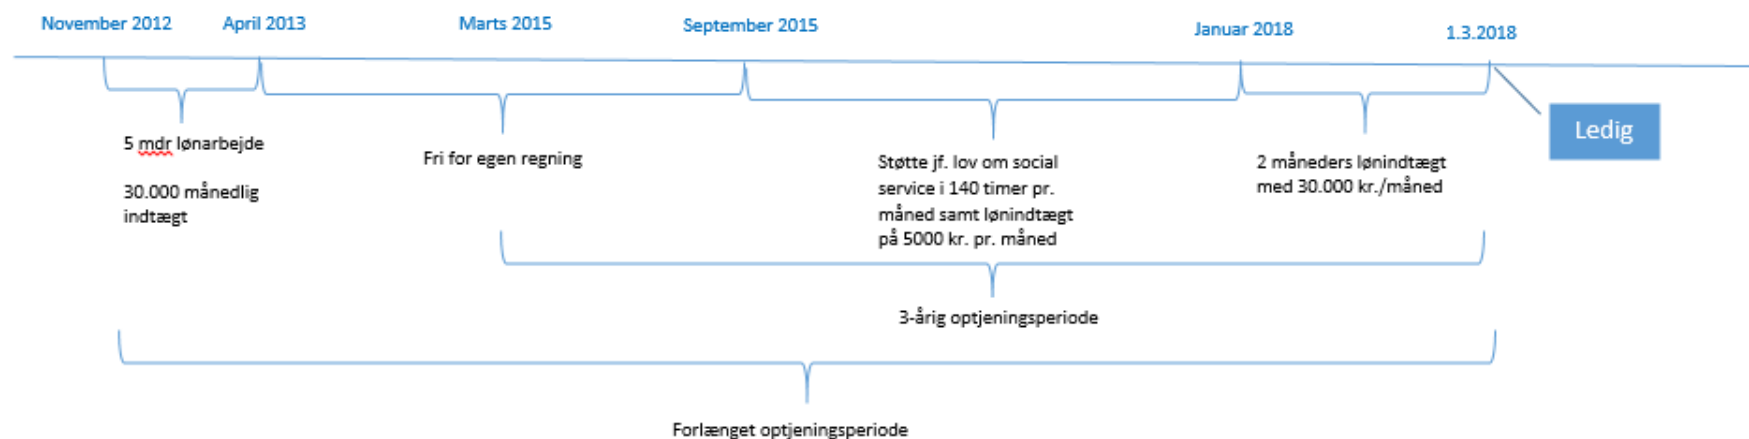 November 2012
April 2013
Marts 2015
September 2015
Januar 2018
1.3.2018
Ledig
5 mdr lønarbejde
30.000 månedlig
indtægt
Fri for egen regning
Støtte jf. lov om social
service i 140 timer pr.
måned samt lønindtægt
på 5000 kr. pr. måned
2 måneders lønindtægt
med 30.000 kr./måned
3-årig optjeningsperiode
Forlænget optjeningsperiode